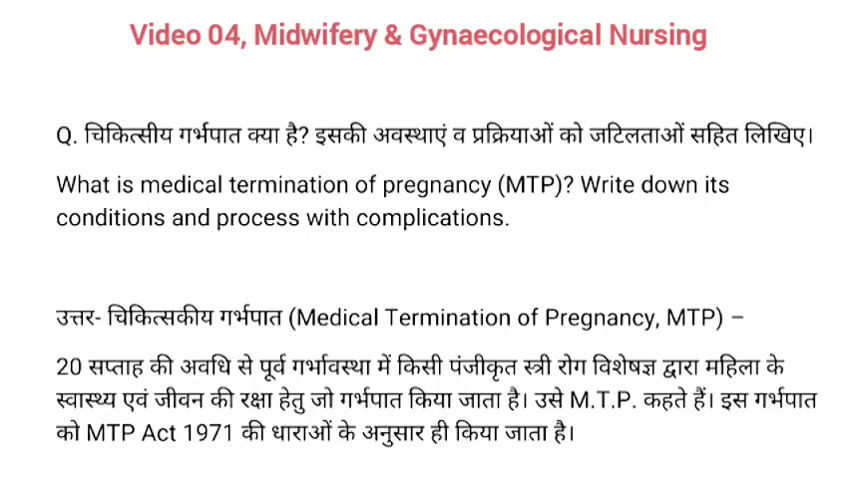 Video 04, Midwifery & Gynaecological Nursing
Q. चिकित्सीय गर्भपात क्या है? इसकी अवस्थाएं व प्रक्रियाओं को जटिलताओं सहित लिखिए।
What is medical termination of pregnancy (MTP)? Write down its
conditions and process with complications.
उत्तर- चिकित्सकीय गर्भपात (Medical Termination of Pregnancy, MTP) –
20 सप्ताह की अवधि से पूर्व गर्भावस्था में किसी पंजीकृत स्त्री रोग विशेषज्ञ द्वारा महिला के
स्वास्थ्य एवं जीवन की रक्षा हेतु जो गर्भपात किया जाता है। उसे M.T.P. कहते हैं। इस गर्भपात
को MTP Act 1971 की धाराओं के अनुसार ही किया जाता है।